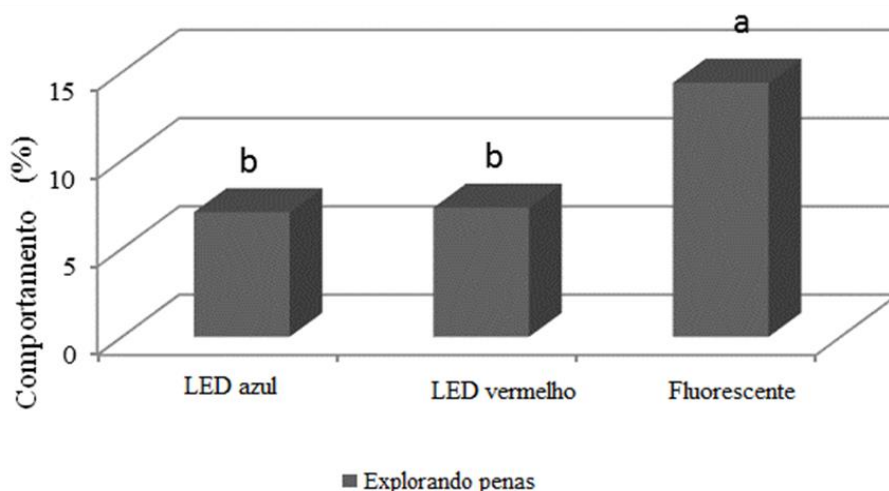 a
15
b
b
10
5
0
Comportamento (%)
LED azul
LED vermelho
Fluorescente
Explorando penas